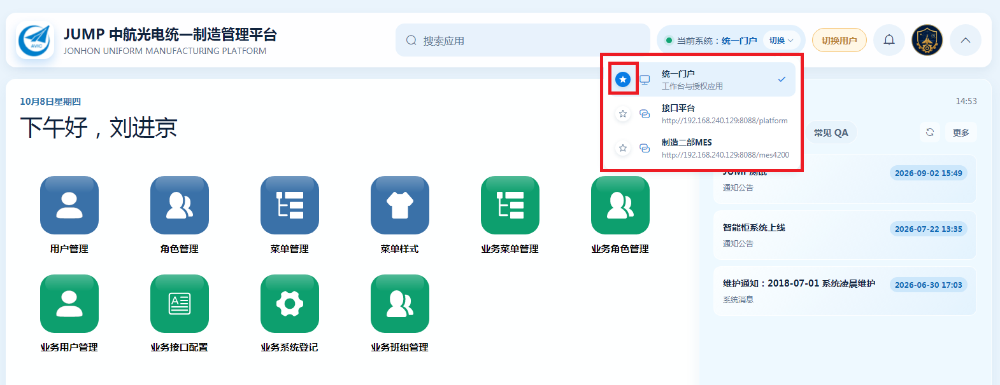 JUMP 中航光电统一制造管理平台
JONHON UNIFORM MANUFACTURING PLATFORM
AVIC
搜索应用
当前系统：统一门户
切换
切换用户
统一门户
工作台与授权应用
接口平台
http://192.168.240.129:8088/platform
制造二部MES
http://192.168.240.129:8088/mes4200
10月8日星期四
下午好，刘进京
14:53
常见 QA
更多
用户管理
角色管理
菜单管理
菜单样式
业务菜单管理
业务角色管理
业务用户管理
业务接口配置
业务系统登记
业务班组管理
JUMP 测试
2026-09-02 15:49
通知公告
智能柜系统上线
2026-07-22 13:35
通知公告
维护通知：2018-07-01 系统凌晨维护
2026-06-30 17:03
系统消息